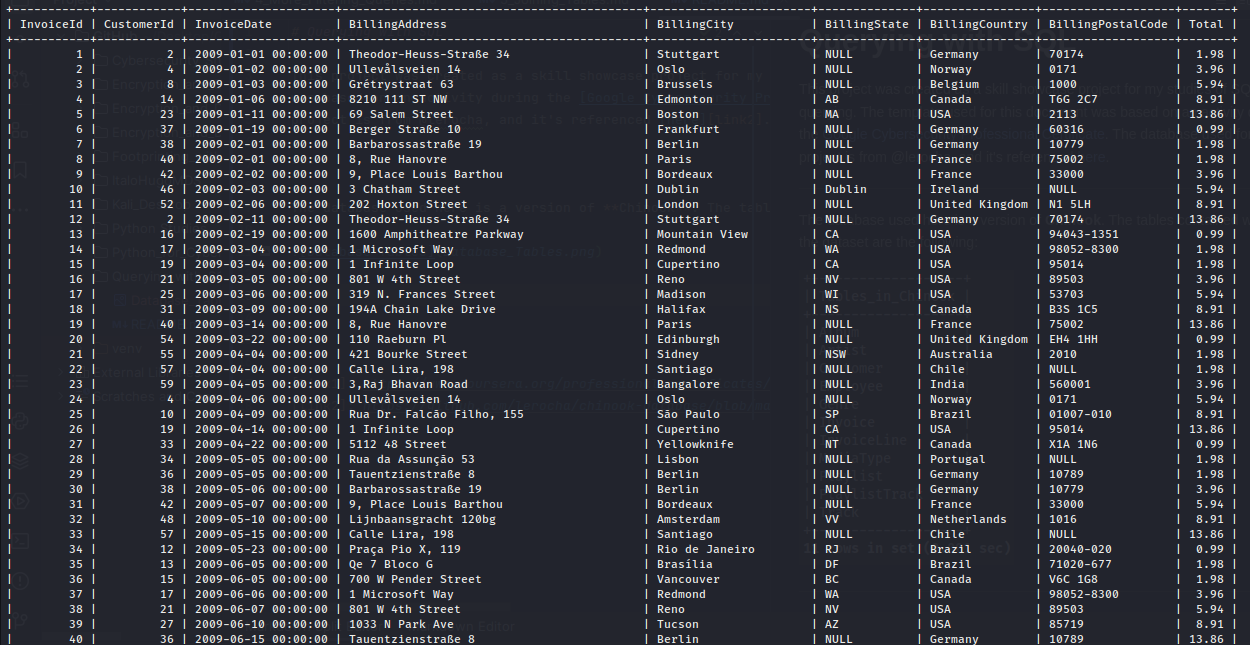 +-----------+------------+---------------------+------------------------------------------+----------------------+--------------+----------------+-------------------+-------+
| InvoiceId | CustomerId | InvoiceDate | BillingAddress | BillingCity | BillingState | BillingCountry | BillingPostalCode | Total |
+-----------+------------+---------------------+------------------------------------------+----------------------+--------------+----------------+-------------------+-------+
| 1 | 2 | 2009-01-01 00:00:00 | Theodor-Heuss-Straße 34 | Stuttgart | NULL | Germany | 70174 | 1.98 |
| 2 | 4 | 2009-01-02 00:00:00 | Ullevålsveien 14 | Oslo | NULL | Norway | 0171 | 3.96 |
| 3 | 8 | 2009-01-03 00:00:00 | Grétrystraat 63 | Brussels | NULL | Belgium | 1000 | 5.94 |
| 4 | 14 | 2009-01-06 00:00:00 | 8210 111 ST NW | Edmonton | AB | Canada | T6G 2C7 | 8.91 |
| 5 | 23 | 2009-01-11 00:00:00 | 69 Salem Street | Boston | MA | USA | 2113 | 13.86 |
| 6 | 37 | 2009-01-19 00:00:00 | Berger Straße 10 | Frankfurt | NULL | Germany | 60316 | 0.99 |
| 7 | 38 | 2009-02-01 00:00:00 | Barbarossastraße 19 | Berlin | NULL | Germany | 10779 | 1.98 |
| 8 | 40 | 2009-02-01 00:00:00 | 8, Rue Hanovre | Paris | NULL | France | 75002 | 1.98 |
| 9 | 42 | 2009-02-02 00:00:00 | 9, Place Louis Barthou | Bordeaux | NULL | France | 33000 | 3.96 |
| 10 | 46 | 2009-02-03 00:00:00 | 3 Chatham Street | Dublin | Dublin | Ireland | NULL | 5.94 |
| 11 | 52 | 2009-02-06 00:00:00 | 202 Hoxton Street | London | NULL | United Kingdom | N1 5LH | 8.91 |
| 12 | 2 | 2009-02-11 00:00:00 | Theodor-Heuss-Straße 34 | Stuttgart | NULL | Germany | 70174 | 13.86 |
| 13 | 16 | 2009-02-19 00:00:00 | 1600 Amphitheatre Parkway | Mountain View | CA | USA | 94043-1351 | 0.99 |
| 14 | 17 | 2009-03-04 00:00:00 | 1 Microsoft Way | Redmond | WA | USA | 98052-8300 | 1.98 |
| 15 | 19 | 2009-03-04 00:00:00 | 1 Infinite Loop | Cupertino | CA | USA | 95014 | 1.98 |
| 16 | 21 | 2009-03-05 00:00:00 | 801 W 4th Street | Reno | NV | USA | 89503 | 3.96 |
| 17 | 25 | 2009-03-06 00:00:00 | 319 N. Frances Street | Madison | WI | USA | 53703 | 5.94 |
| 18 | 31 | 2009-03-09 00:00:00 | 194A Chain Lake Drive | Halifax | NS | Canada | B3S 1C5 | 8.91 |
| 19 | 40 | 2009-03-14 00:00:00 | 8, Rue Hanovre | Paris | NULL | France | 75002 | 13.86 |
| 20 | 54 | 2009-03-22 00:00:00 | 110 Raeburn Pl | Edinburgh | NULL | United Kingdom | EH4 1HH | 0.99 |
| 21 | 55 | 2009-04-04 00:00:00 | 421 Bourke Street | Sidney | NSW | Australia | 2010 | 1.98 |
| 22 | 57 | 2009-04-04 00:00:00 | Calle Lira, 198 | Santiago | NULL | Chile | NULL | 1.98 |
| 23 | 59 | 2009-04-05 00:00:00 | 3,Raj Bhavan Road | Bangalore | NULL | India | 560001 | 3.96 |
| 24 | 4 | 2009-04-06 00:00:00 | Ullevålsveien 14 | Oslo | NULL | Norway | 0171 | 5.94 |
| 25 | 10 | 2009-04-09 00:00:00 | Rua Dr. Falcão Filho, 155 | São Paulo | SP | Brazil | 01007-010 | 8.91 |
| 26 | 19 | 2009-04-14 00:00:00 | 1 Infinite Loop | Cupertino | CA | USA | 95014 | 13.86 |
| 27 | 33 | 2009-04-22 00:00:00 | 5112 48 Street | Yellowknife | NT | Canada | X1A 1N6 | 0.99 |
| 28 | 34 | 2009-05-05 00:00:00 | Rua da Assunção 53 | Lisbon | NULL | Portugal | NULL | 1.98 |
| 29 | 36 | 2009-05-05 00:00:00 | Tauentzienstraße 8 | Berlin | NULL | Germany | 10789 | 1.98 |
| 30 | 38 | 2009-05-06 00:00:00 | Barbarossastraße 19 | Berlin | NULL | Germany | 10779 | 3.96 |
| 31 | 42 | 2009-05-07 00:00:00 | 9, Place Louis Barthou | Bordeaux | NULL | France | 33000 | 5.94 |
| 32 | 48 | 2009-05-10 00:00:00 | Lijnbaansgracht 120bg | Amsterdam | VV | Netherlands | 1016 | 8.91 |
| 33 | 57 | 2009-05-15 00:00:00 | Calle Lira, 198 | Santiago | NULL | Chile | NULL | 13.86 |
| 34 | 12 | 2009-05-23 00:00:00 | Praça Pio X, 119 | Rio de Janeiro | RJ | Brazil | 20040-020 | 0.99 |
| 35 | 13 | 2009-06-05 00:00:00 | Qe 7 Bloco G | Brasília | DF | Brazil | 71020-677 | 1.98 |
| 36 | 15 | 2009-06-05 00:00:00 | 700 W Pender Street | Vancouver | BC | Canada | V6C 1G8 | 1.98 |
| 37 | 17 | 2009-06-06 00:00:00 | 1 Microsoft Way | Redmond | WA | USA | 98052-8300 | 3.96 |
| 38 | 21 | 2009-06-07 00:00:00 | 801 W 4th Street | Reno | NV | USA | 89503 | 5.94 |
| 39 | 27 | 2009-06-10 00:00:00 | 1033 N Park Ave | Tucson | AZ | USA | 85719 | 8.91 |
| 40 | 36 | 2009-06-15 00:00:00 | Tauentzienstraße 8 | Berlin | NULL | Germany | 10789 | 13.86 |